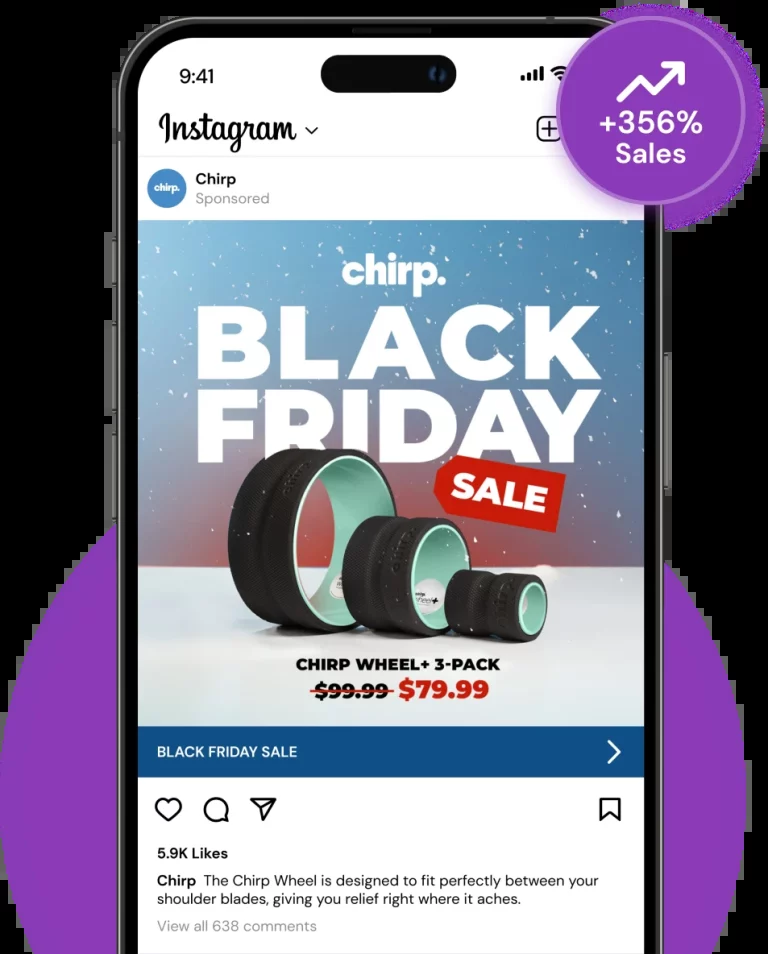 9:41
+356%
Sales
Instagram
chirp.
Chirp
Sponsored
chirp.
BLACK
FRIDAY
SALE
CHIRP WHEEL+ 3-PACK
$99.99 $79.99
BLACK FRIDAY SALE
5.9K Likes
Chirp The Chirp Wheel is designed to fit perfectly between your
shoulder blades, giving you relief right where it aches.
View all 638 comments